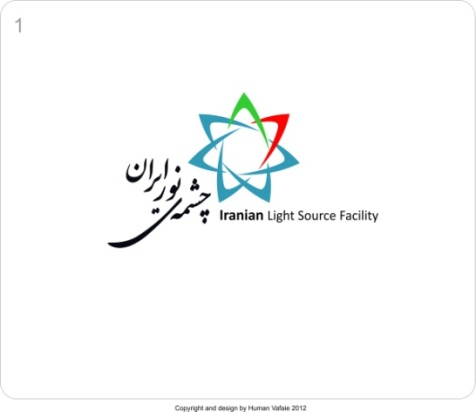 1
چشمه‌ی نور ایران
Iranian Light Source Facility
Copyright and design by Human Vafaie 2012